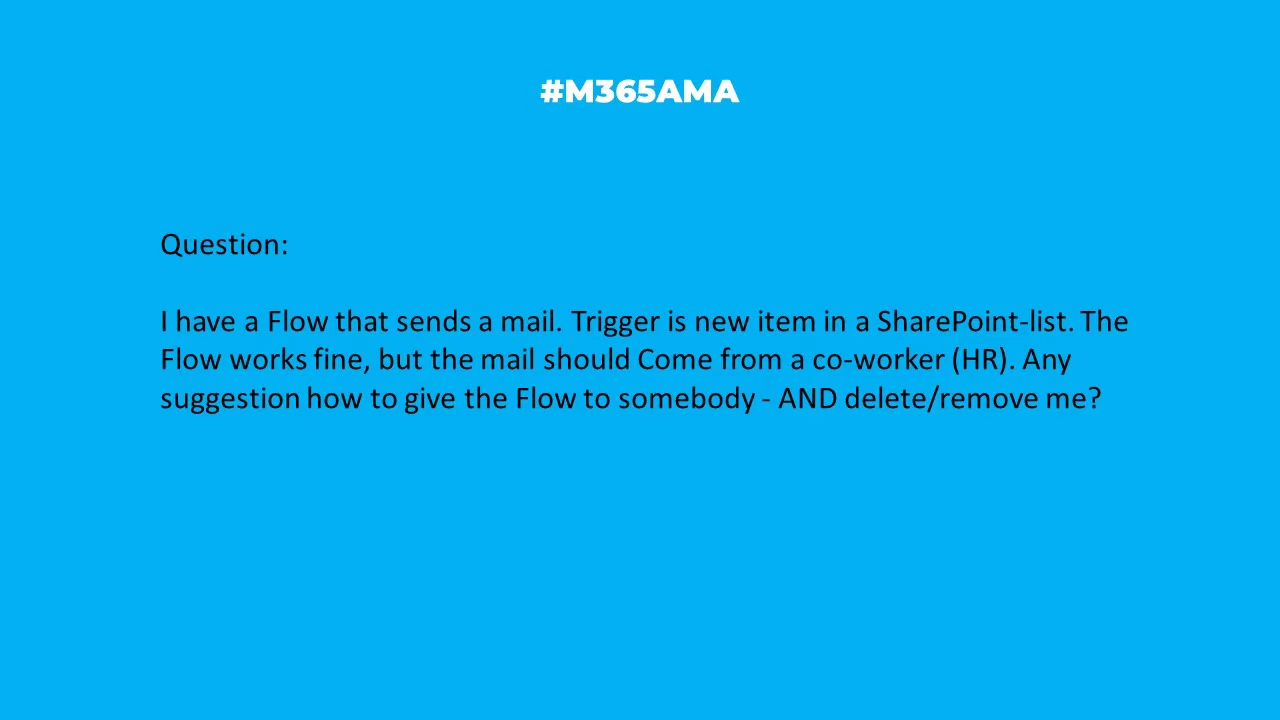 #M365AMA
Question:
I have a Flow that sends a mail. Trigger is new item in a SharePoint-list. The
Flow works fine, but the mail should Come from a co-worker (HR). Any
suggestion how to give the Flow to somebody - AND delete/remove me?